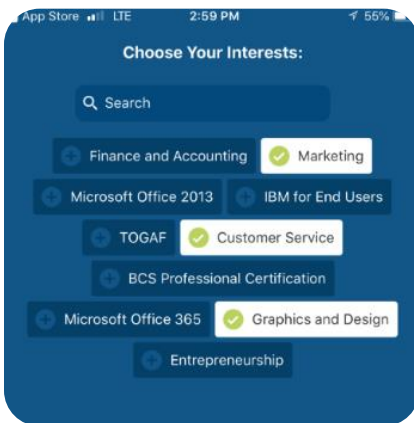 App Store LTE 2:59 PM 55%
Choose Your Interests:
Search
Finance and Accounting Marketing
Microsoft Office 2013 IBM for End Users
TOGAF Customer Service
BCS Professional Certification
Microsoft Office 365 Graphics and Design
Entrepreneurship